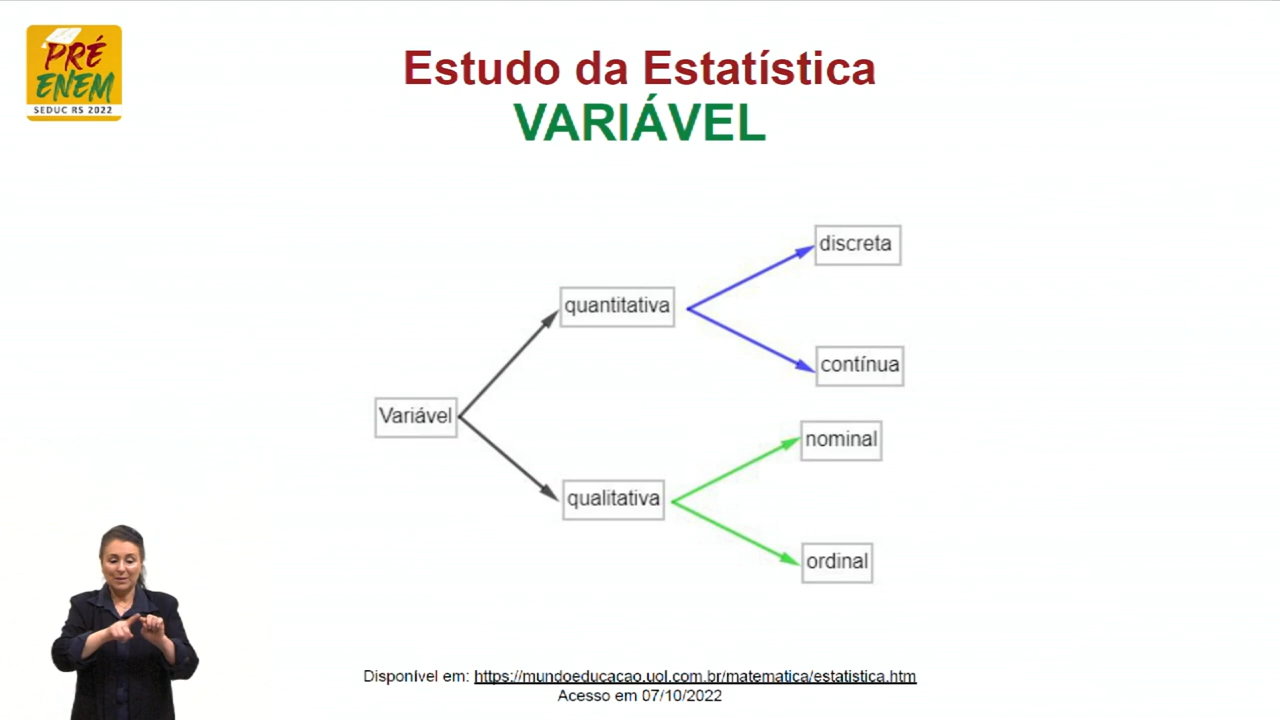 PRÉ
ENEM
SEDUC RS 2022
Estudo da Estatística
VARIÁVEL
discreta
quantitativa
contínua
Variável
nominal
qualitativa
ordinal
Disponível em: https://mundoeducacao.uol.com.br/matematica/estatistica.htm
Acesso em 07/10/2022